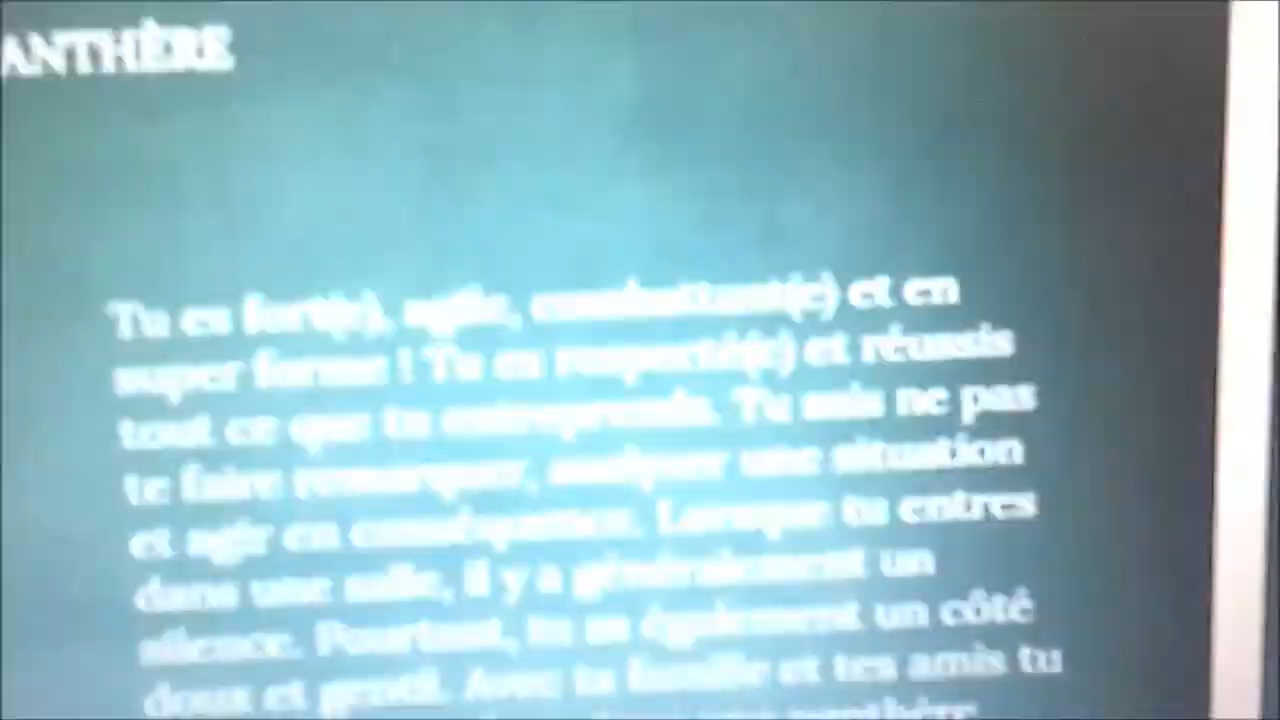 ANTHÈRE
Tu es fort(e), agile, combattant(e) et en
super forme ! Tu es respecté(e) et réussis
tout ce que tu entreprends. Tu sais ne pas
te faire remarquer, analyser une situation
et agir en conséquence. Lorsque tu entres
dans une salle, il y a généralement un
silence. Pourtant, tu as également un côté
doux et gentil. Avec ta famille et tes amis tu
panthère